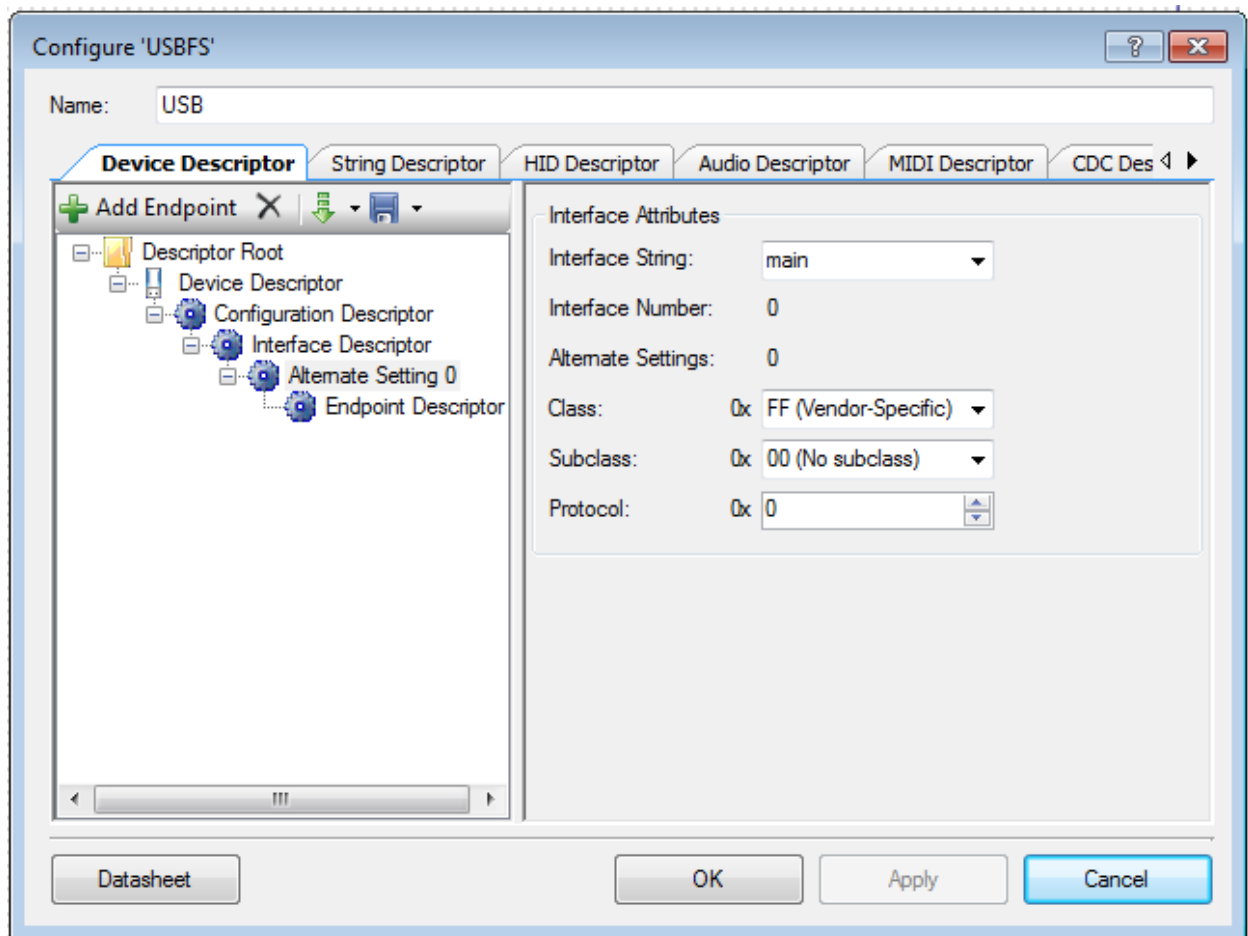 Configure 'USBFS'
Name: USB
Device Descriptor String Descriptor HID Descriptor Audio Descriptor MIDI Descriptor CDC Des
Add Endpoint
Descriptor Root
Device Descriptor
Configuration Descriptor
Interface Descriptor
Alternate Setting 0
Endpoint Descriptor
Interface Attributes
Interface String: main
Interface Number: 0
Alternate Settings: 0
Class: 0x FF (Vendor-Specific)
Subclass: 0x 00 (No subclass)
Protocol: 0x 0
Datasheet OK Apply Cancel